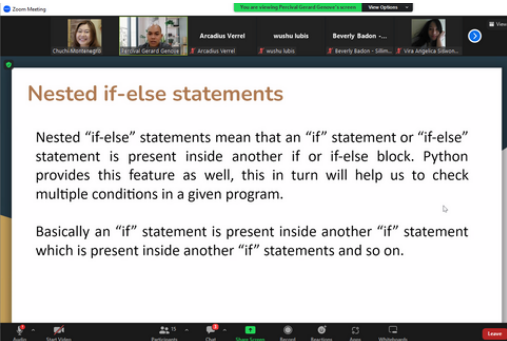 Zoom Meeting
You are viewing Percival Gerard Genove's screen View Options
View
Arcadius Verrel wushu lubis Beverly Badon -...
Chuchi Montenegro Percival Gerard Genove Arcadius Verrel wushu lubis Beverly Badon - Vira Angelica
Nested if-else statements
Nested “if-else” statements mean that an “if” statement or “if-else”
statement is present inside another if or if-else block. Python
provides this feature as well, this in turn will help us to check
multiple conditions in a given program.
Basically an “if” statement is present inside another “if” statement
which is present inside another “if” statements and so on.
Audio Start Video Participants 15 Chat Share Screen Record Reactions Apps Whiteboards Leave